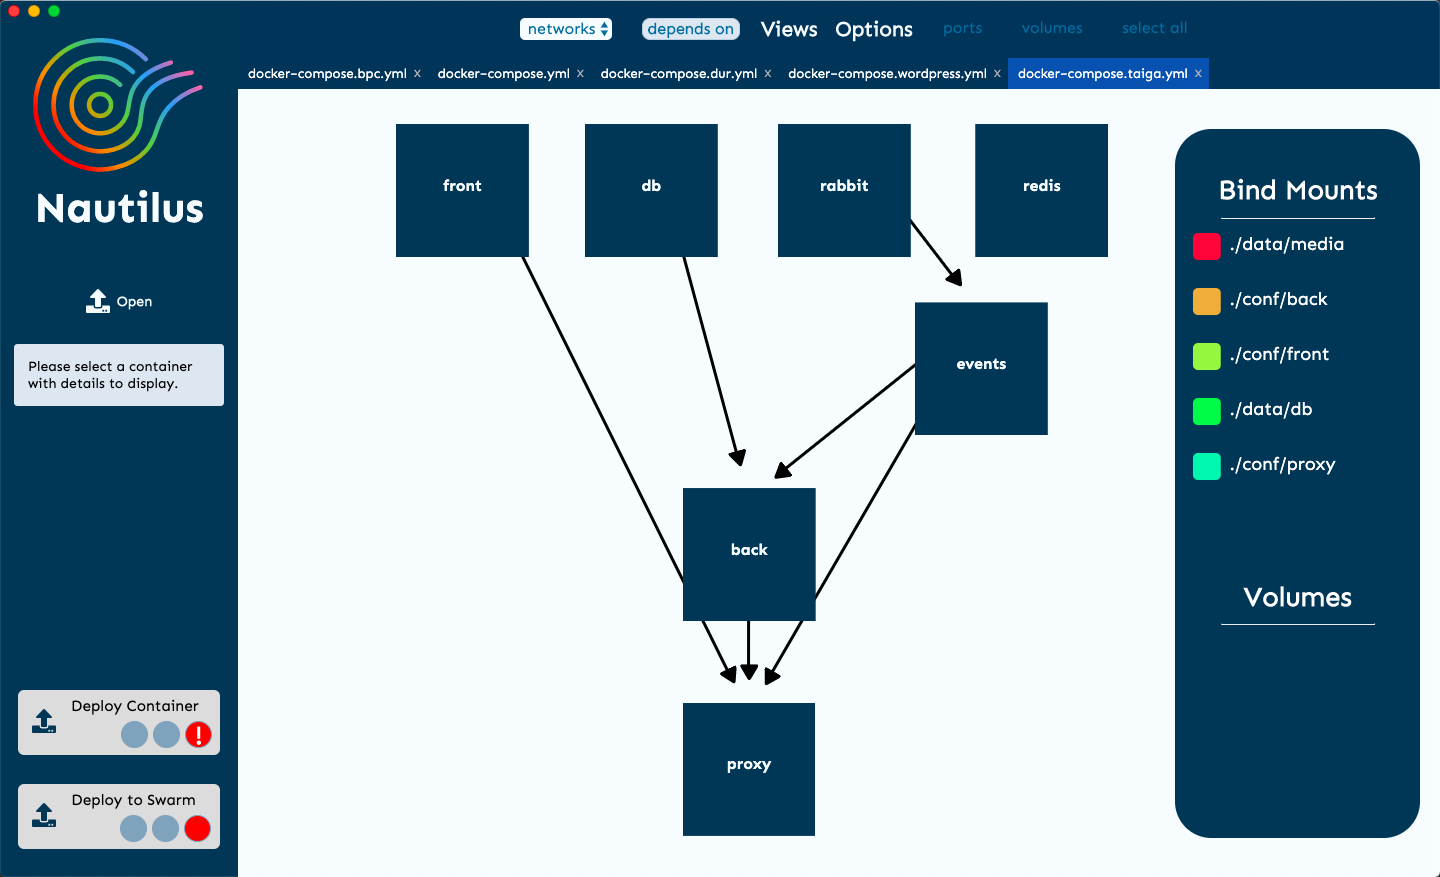 networks
depends on
Views
Options
ports
volumes
select all
docker-compose.bpc.yml x
docker-compose.yml x
docker-compose.dur.yml x
docker-compose.wordpress.yml x
docker-compose.taiga.yml x
Nautilus
Open
Please select a container
with details to display.
Deploy Container
!
Deploy to Swarm
front
db
rabbit
redis
events
back
proxy
Bind Mounts
./data/media
./conf/back
./conf/front
./data/db
./conf/proxy
Volumes